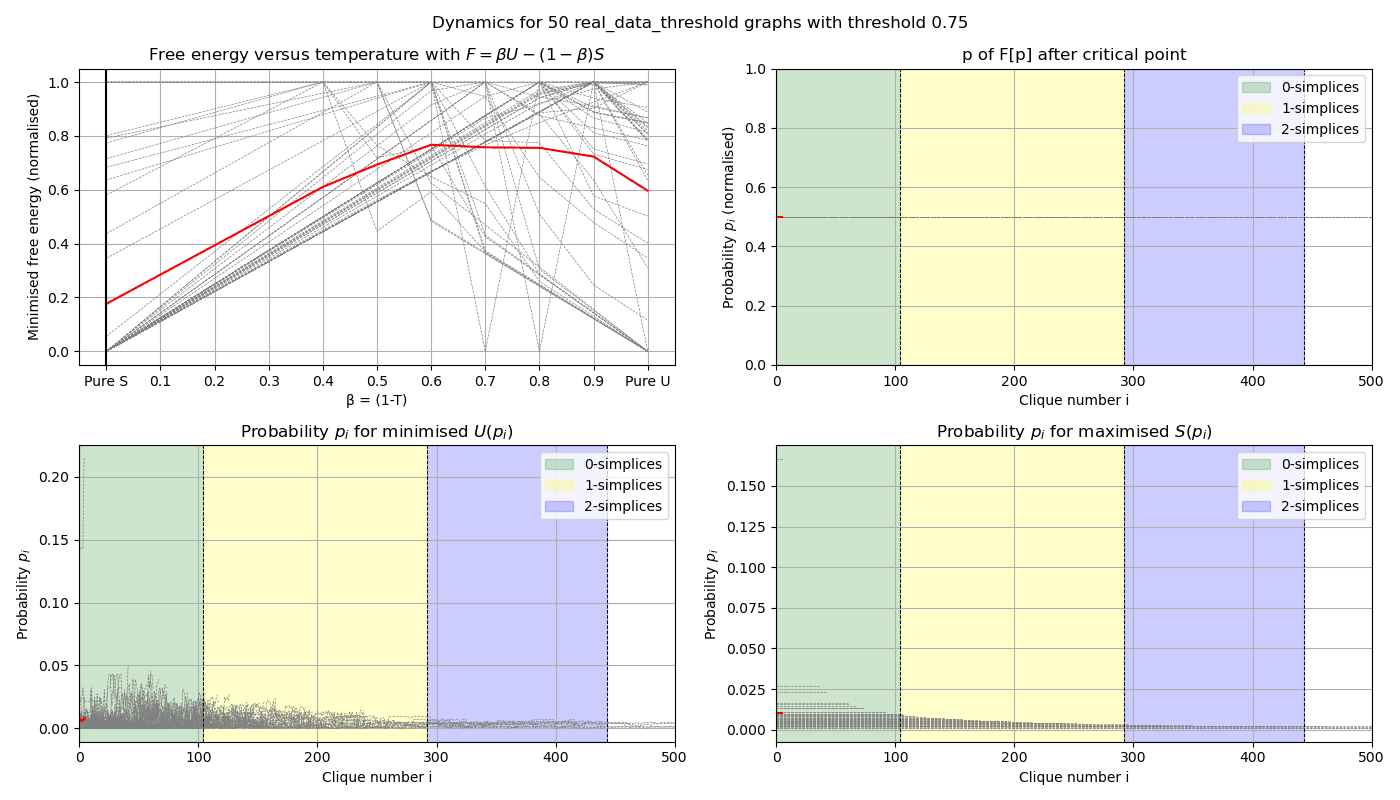 Dynamics for 50 real_data_threshold graphs with threshold 0.75
Free energy versus temperature with F = βU − (1 − β)S
Minimised free energy (normalised)
1.0
0.8
0.6
0.4
0.2
0.0
Pure S 0.1 0.2 0.3 0.4 0.5 0.6 0.7 0.8 0.9 Pure U
β = (1-T)
p of F[p] after critical point
Probability pᵢ (normalised)
1.0
0.8
0.6
0.4
0.2
0.0
0-simplices
1-simplices
2-simplices
0 100 200 300 400 500
Clique number i
Probability pᵢ for minimised U(pᵢ)
Probability pᵢ
0.20
0.15
0.10
0.05
0.00
0-simplices
1-simplices
2-simplices
0 100 200 300 400 500
Clique number i
Probability pᵢ for maximised S(pᵢ)
Probability pᵢ
0.150
0.125
0.100
0.075
0.050
0.025
0.000
0-simplices
1-simplices
2-simplices
0 100 200 300 400 500
Clique number i